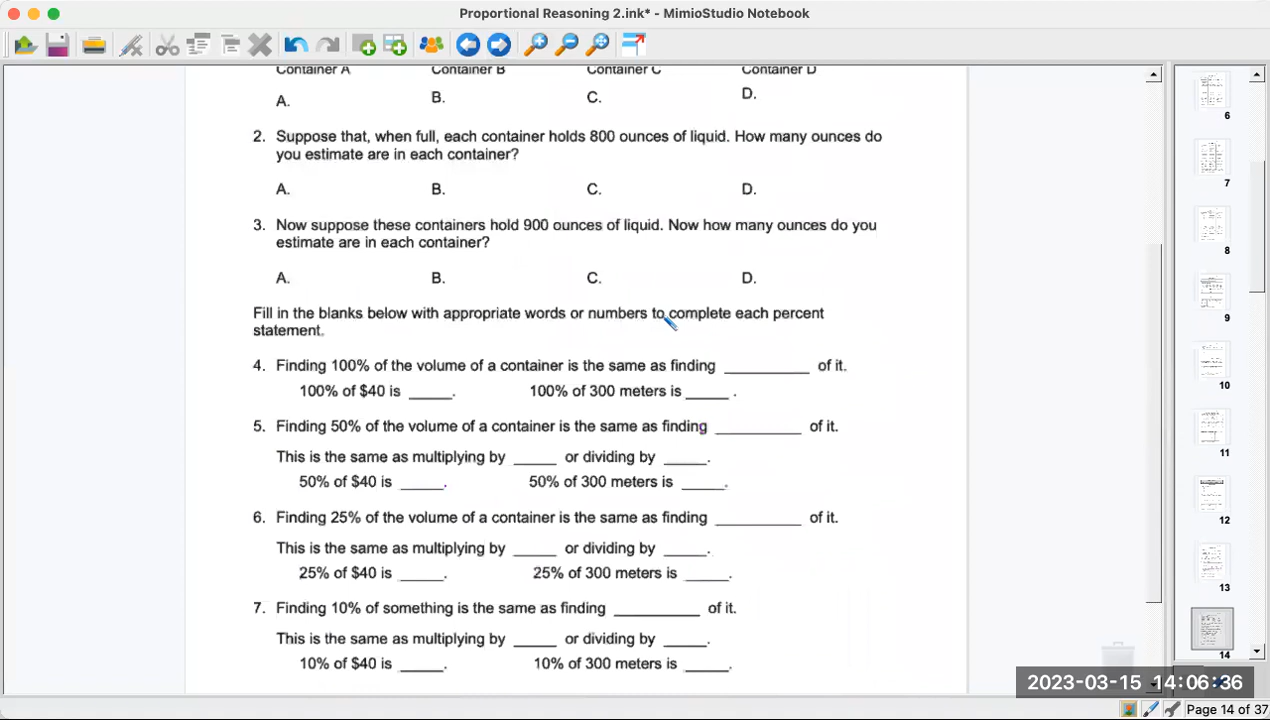 Proportional Reasoning 2.ink* - MimioStudio Notebook
Container A Container B Container C Container D
A. B. C. D.
2. Suppose that, when full, each container holds 800 ounces of liquid. How many ounces do
you estimate are in each container?
A. B. C. D.
3. Now suppose these containers hold 900 ounces of liquid. Now how many ounces do you
estimate are in each container?
A. B. C. D.
Fill in the blanks below with appropriate words or numbers to complete each percent
statement.
4. Finding 100% of the volume of a container is the same as finding __________ of it.
100% of $40 is _____. 100% of 300 meters is _____ .
5. Finding 50% of the volume of a container is the same as finding __________ of it.
This is the same as multiplying by _____ or dividing by _____.
50% of $40 is _____. 50% of 300 meters is _____.
6. Finding 25% of the volume of a container is the same as finding __________ of it.
This is the same as multiplying by _____ or dividing by _____.
25% of $40 is _____. 25% of 300 meters is _____.
7. Finding 10% of something is the same as finding __________ of it.
This is the same as multiplying by _____ or dividing by _____.
10% of $40 is _____. 10% of 300 meters is _____.
6
7
8
9
10
11
12
13
14
2023-03-15 14:06:36
Page 14 of 37